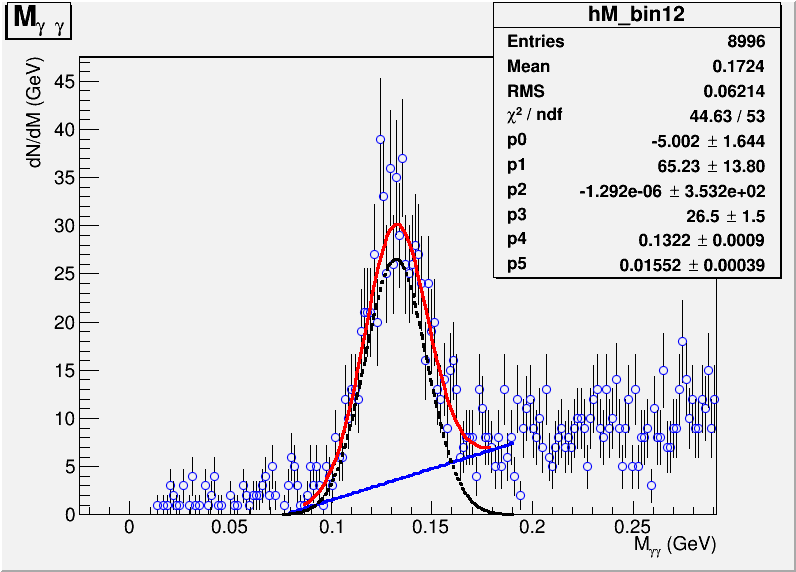 M γ γ
hM_bin12
Entries 8996
Mean 0.1724
RMS 0.06214
χ² / ndf 44.63 / 53
p0 -5.002 ± 1.644
p1 65.23 ± 13.80
p2 -1.292e-06 ± 3.532e+02
p3 26.5 ± 1.5
p4 0.1322 ± 0.0009
p5 0.01552 ± 0.00039
dN/dM (GeV)
45
40
35
30
25
20
15
10
5
0
0 0.05 0.1 0.15 0.2 0.25
Mγγ (GeV)